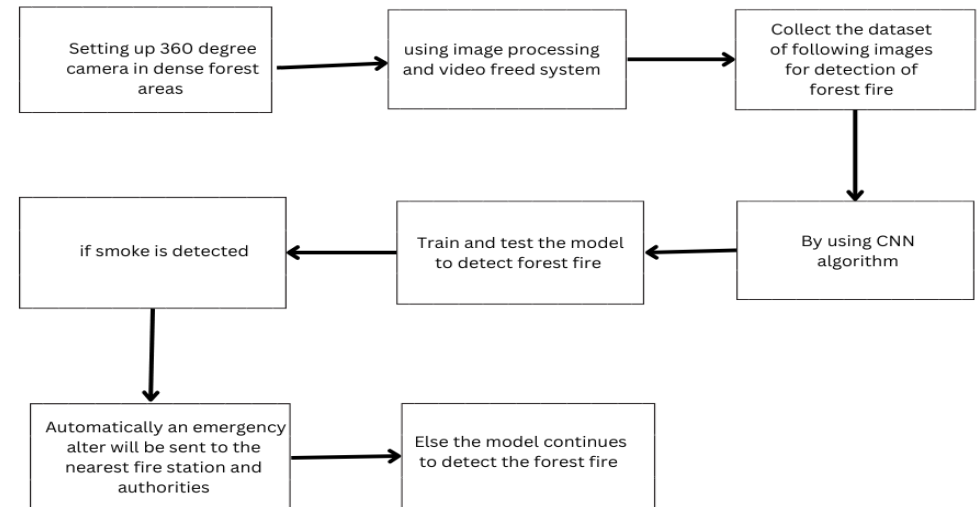 Setting up 360 degree
camera in dense forest
areas
using image processing
and video freed system
Collect the dataset
of following images
for detection of
forest fire
By using CNN
algorithm
Train and test the model
to detect forest fire
if smoke is detected
Automatically an emergency
alter will be sent to the
nearest fire station and
authorities
Else the model continues
to detect the forest fire